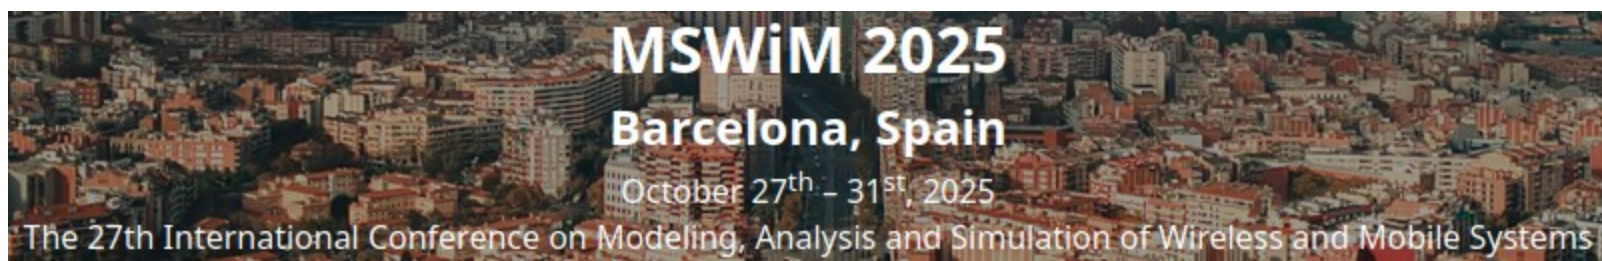 MSWiM 2025
Barcelona, Spain
October 27th – 31st, 2025
The 27th International Conference on Modeling, Analysis and Simulation of Wireless and Mobile Systems